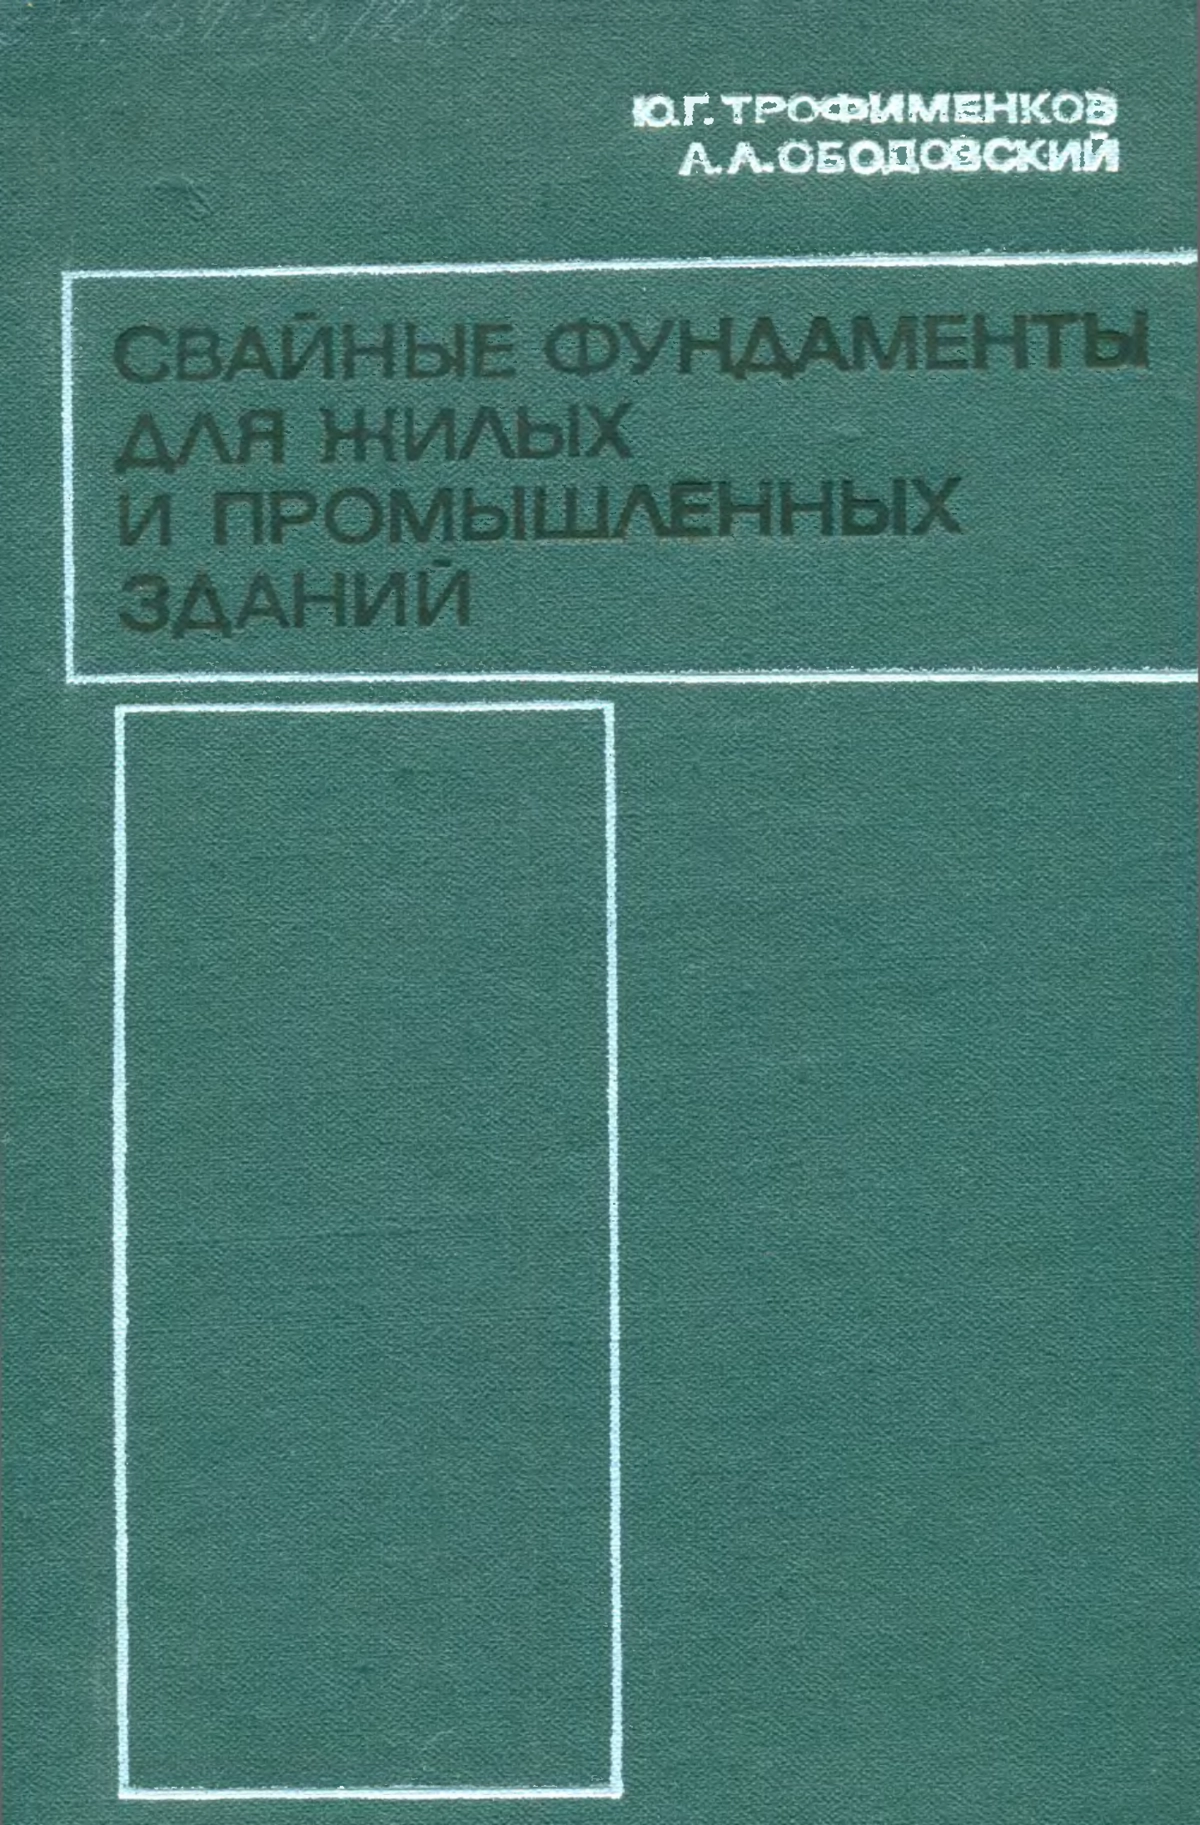 Ю.Г. ТРОФИМЕНКОВ
А.А. ОБОДОВСКИЙ
СВАЙНЫЕ ФУНДАМЕНТЫ
ДЛЯ ЖИЛЫХ
И ПРОМЫШЛЕННЫХ
ЗДАНИЙ